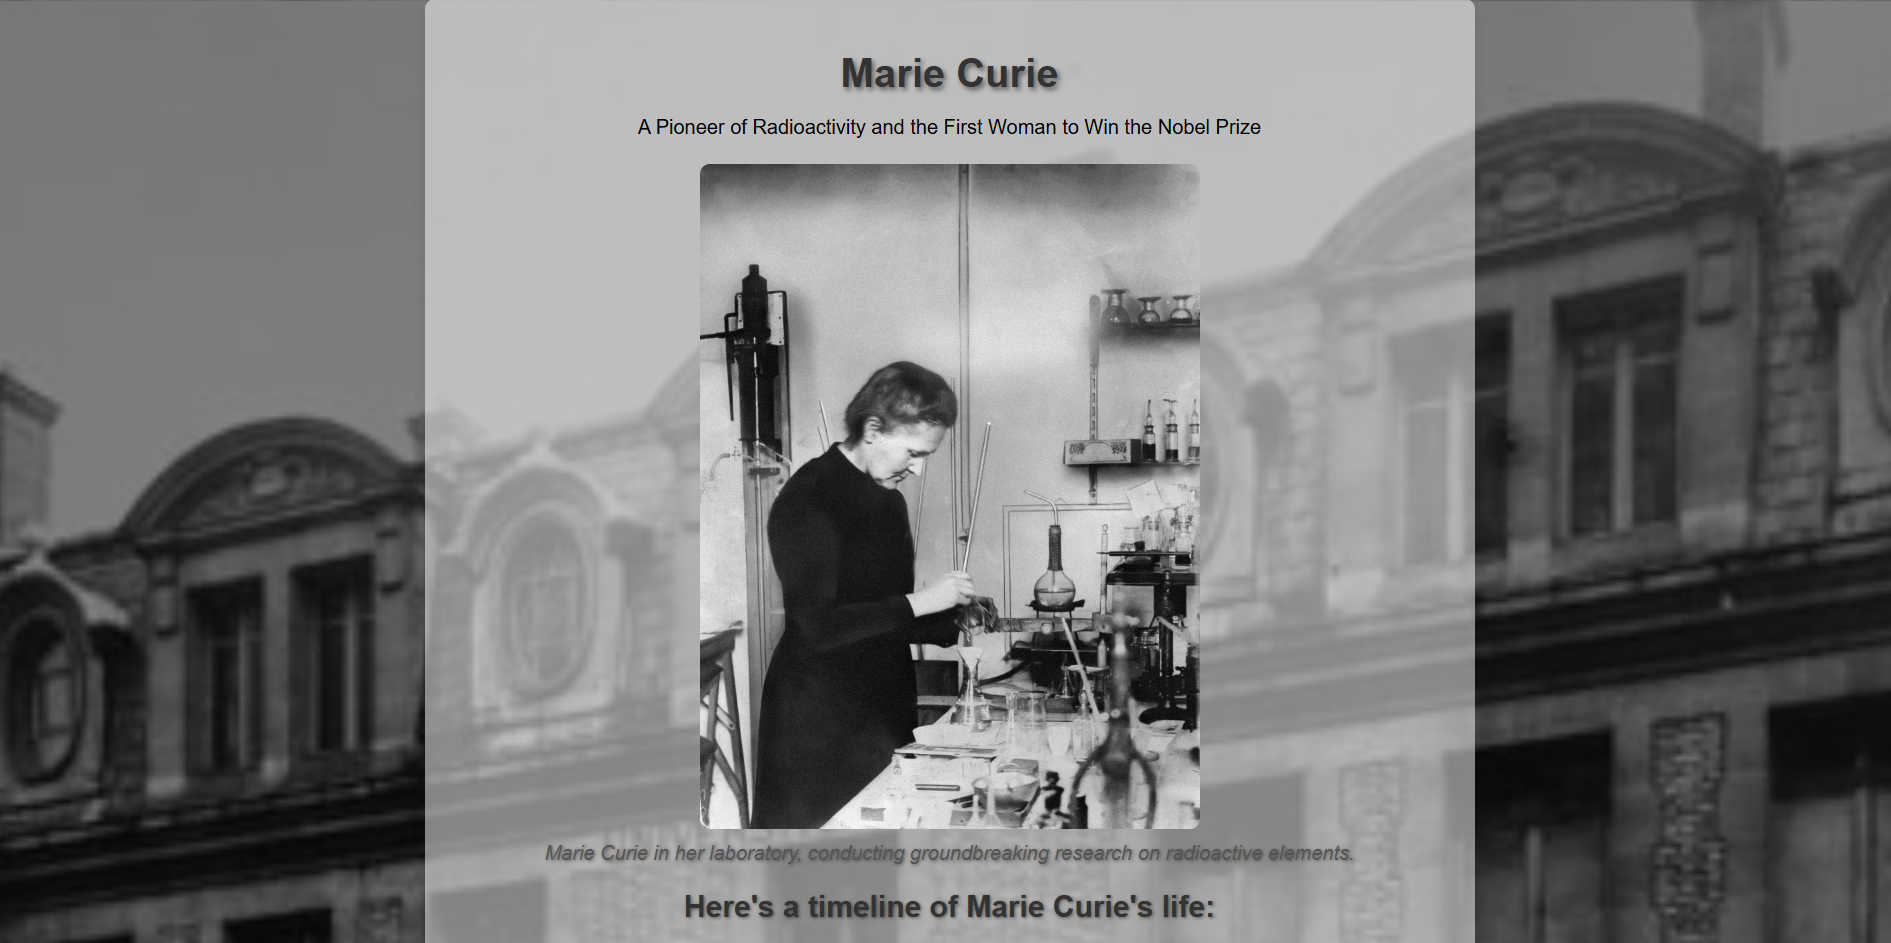 Marie Curie
A Pioneer of Radioactivity and the First Woman to Win the Nobel Prize
Marie Curie in her laboratory, conducting groundbreaking research on radioactive elements.
Here's a timeline of Marie Curie's life: